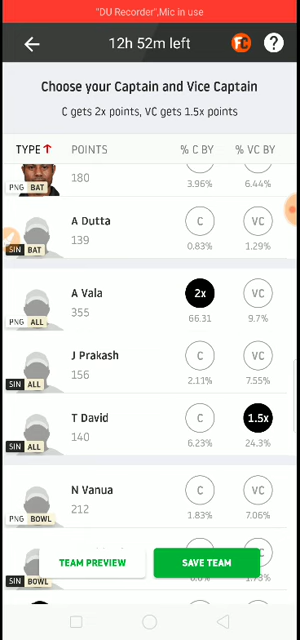 "DU Recorder",Mic in use
12h 52m left
FC
?
Choose your Captain and Vice Captain
C gets 2x points, VC gets 1.5x points
TYPE↑ POINTS % C BY % VC BY
PNG BAT 180 3.96% 6.44%
A Dutta C VC
SIN BAT 139 0.83% 1.29%
A Vala 2x VC
PNG ALL 355 66.31 9.7%
J Prakash C VC
SIN ALL 156 2.11% 7.55%
T David C 1.5x
SIN ALL 140 6.23% 24.3%
N Vanua C VC
PNG BOWL 212 1.83% 7.06%
TEAM PREVIEW SAVE TEAM
SIN BOWL